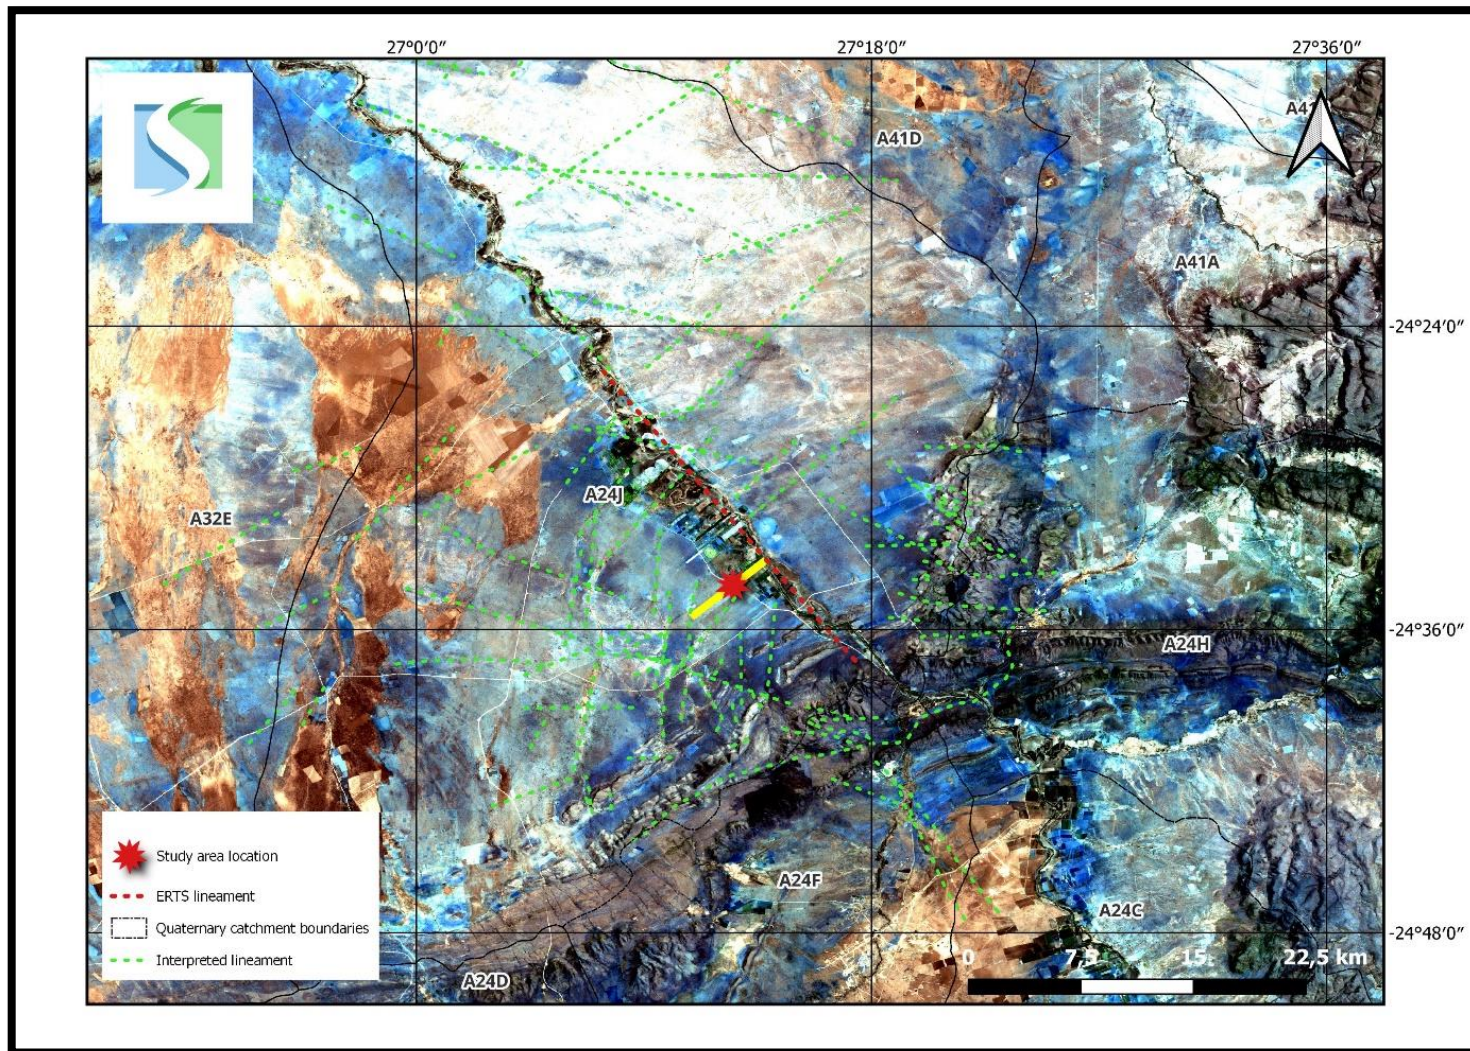 27°0′0″
27°18′0″
27°36′0″
A41D
A41A
-24°24′0″
A24J
A32E
-24°36′0″
A24H
Study area location
ERTS lineament
Quaternary catchment boundaries
Interpreted lineament
A24F
A24C
-24°48′0″
0
7,5
15
22,5 km
A24D